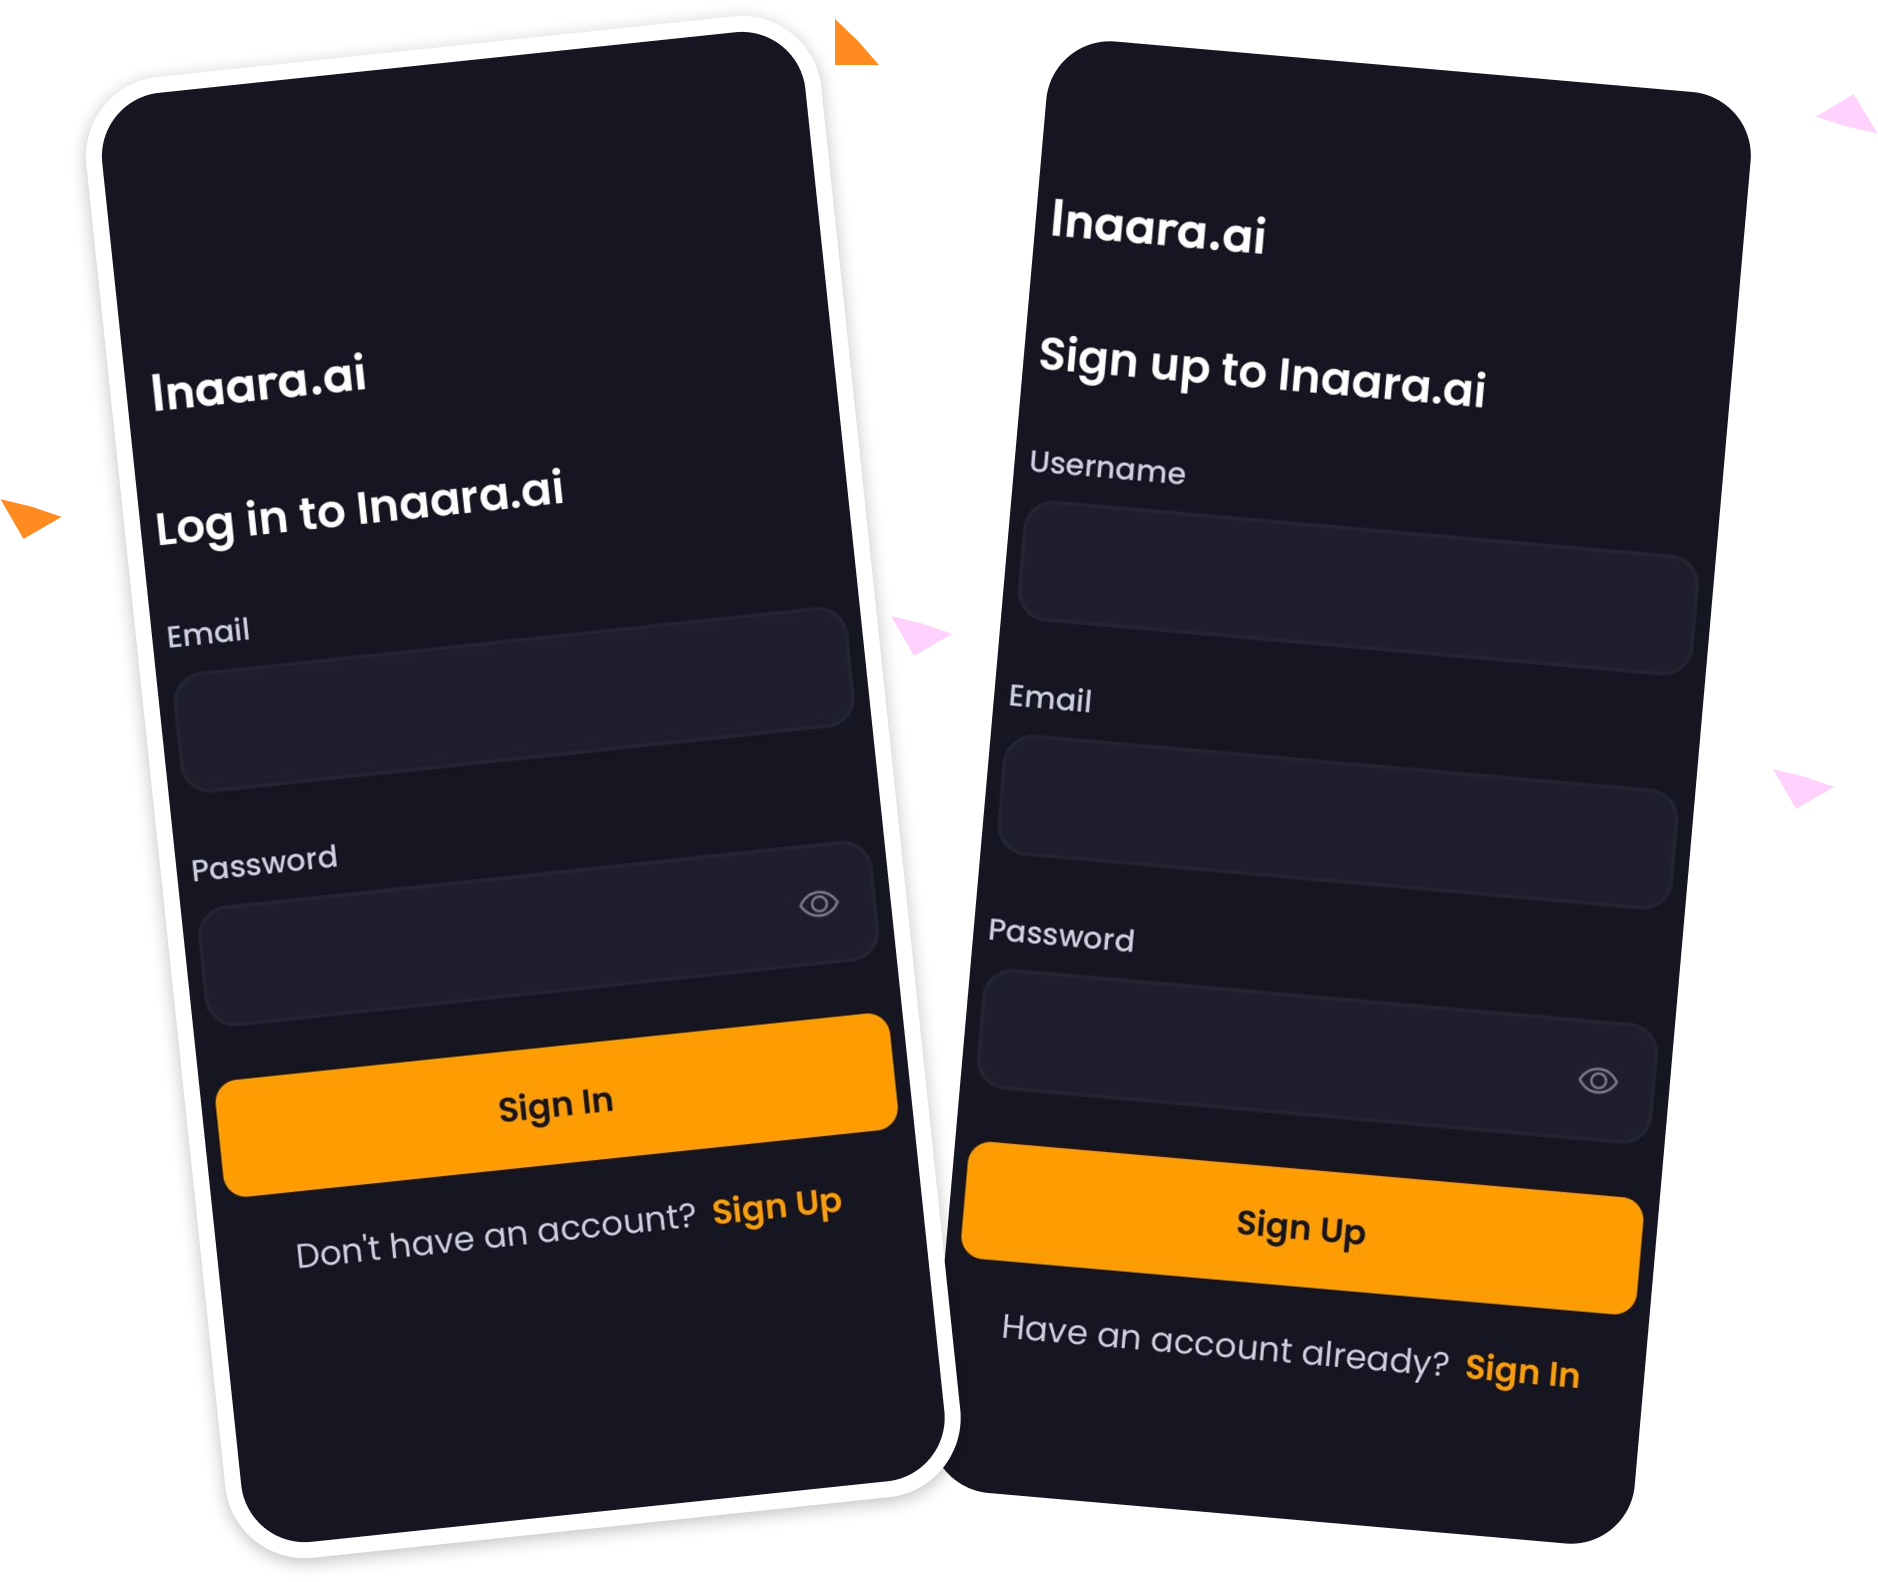 Inaara.ai
Log in to Inaara.ai
Email
Password
Sign In
Don't have an account? Sign Up
Inaara.ai
Sign up to Inaara.ai
Username
Email
Password
Sign Up
Have an account already? Sign In